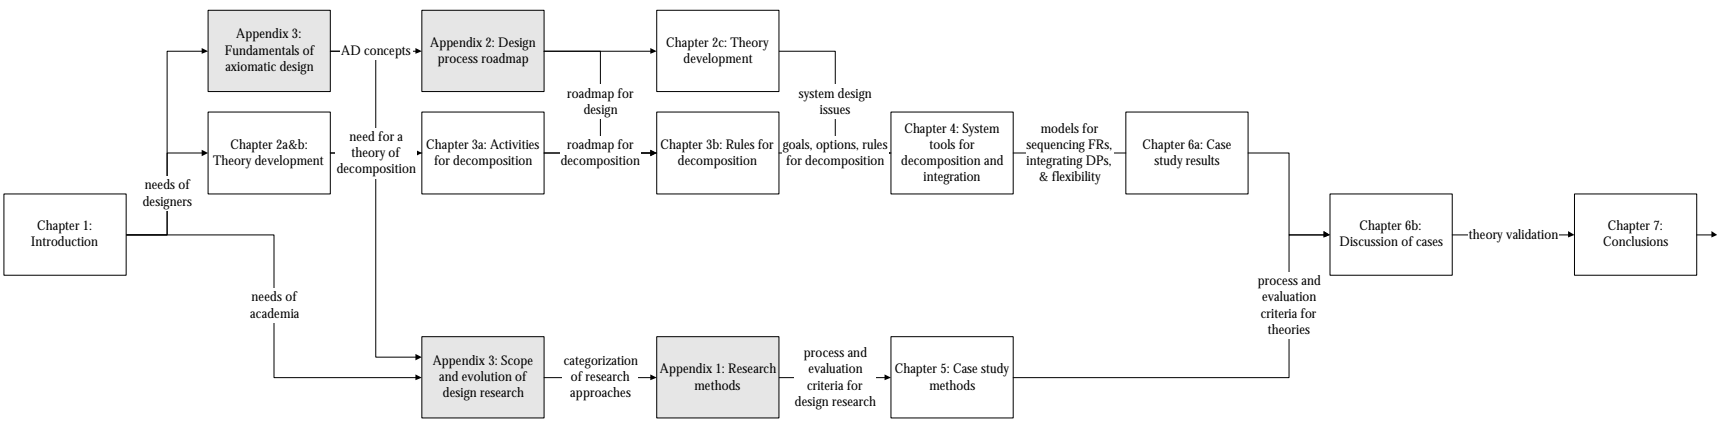 Appendix 3:
Fundamentals of
axiomatic design
AD concepts
Appendix 2: Design
process roadmap
Chapter 2c: Theory
development
roadmap for
design
system design
issues
Chapter 2a&b:
Theory development
need for a
theory of
decomposition
Chapter 3a: Activities
for decomposition
roadmap for
decomposition
Chapter 3b: Rules for
decomposition
goals, options, rules
for decomposition
Chapter 4: System
tools for
decomposition and
integration
models for
sequencing FRs,
integrating DPs,
& flexibility
Chapter 6a: Case
study results
needs of
designers
Chapter 1:
Introduction
Chapter 6b:
Discussion of cases
theory validation
Chapter 7:
Conclusions
needs of
academia
process and
evaluation
criteria for
theories
Appendix 3: Scope
and evolution of
design research
categorization
of research
approaches
Appendix 1: Research
methods
process and
evaluation
criteria for
design research
Chapter 5: Case study
methods